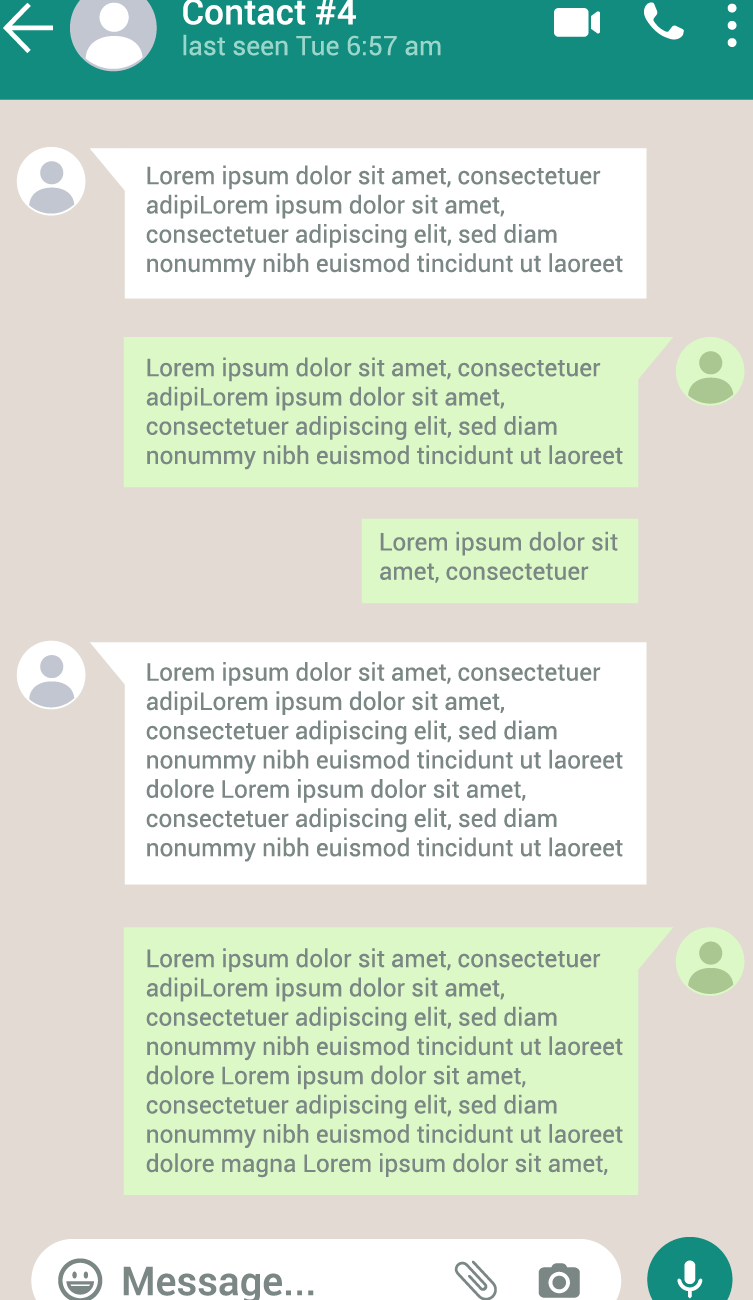 Contact #4
last seen Tue 6:57 am
Lorem ipsum dolor sit amet, consectetuer
adipiLorem ipsum dolor sit amet,
consectetuer adipiscing elit, sed diam
nonummy nibh euismod tincidunt ut laoreet
Lorem ipsum dolor sit amet, consectetuer
adipiLorem ipsum dolor sit amet,
consectetuer adipiscing elit, sed diam
nonummy nibh euismod tincidunt ut laoreet
Lorem ipsum dolor sit
amet, consectetuer
Lorem ipsum dolor sit amet, consectetuer
adipiLorem ipsum dolor sit amet,
consectetuer adipiscing elit, sed diam
nonummy nibh euismod tincidunt ut laoreet
dolore Lorem ipsum dolor sit amet,
consectetuer adipiscing elit, sed diam
nonummy nibh euismod tincidunt ut laoreet
Lorem ipsum dolor sit amet, consectetuer
adipiLorem ipsum dolor sit amet,
consectetuer adipiscing elit, sed diam
nonummy nibh euismod tincidunt ut laoreet
dolore Lorem ipsum dolor sit amet,
consectetuer adipiscing elit, sed diam
nonummy nibh euismod tincidunt ut laoreet
dolore magna Lorem ipsum dolor sit amet,
Message...